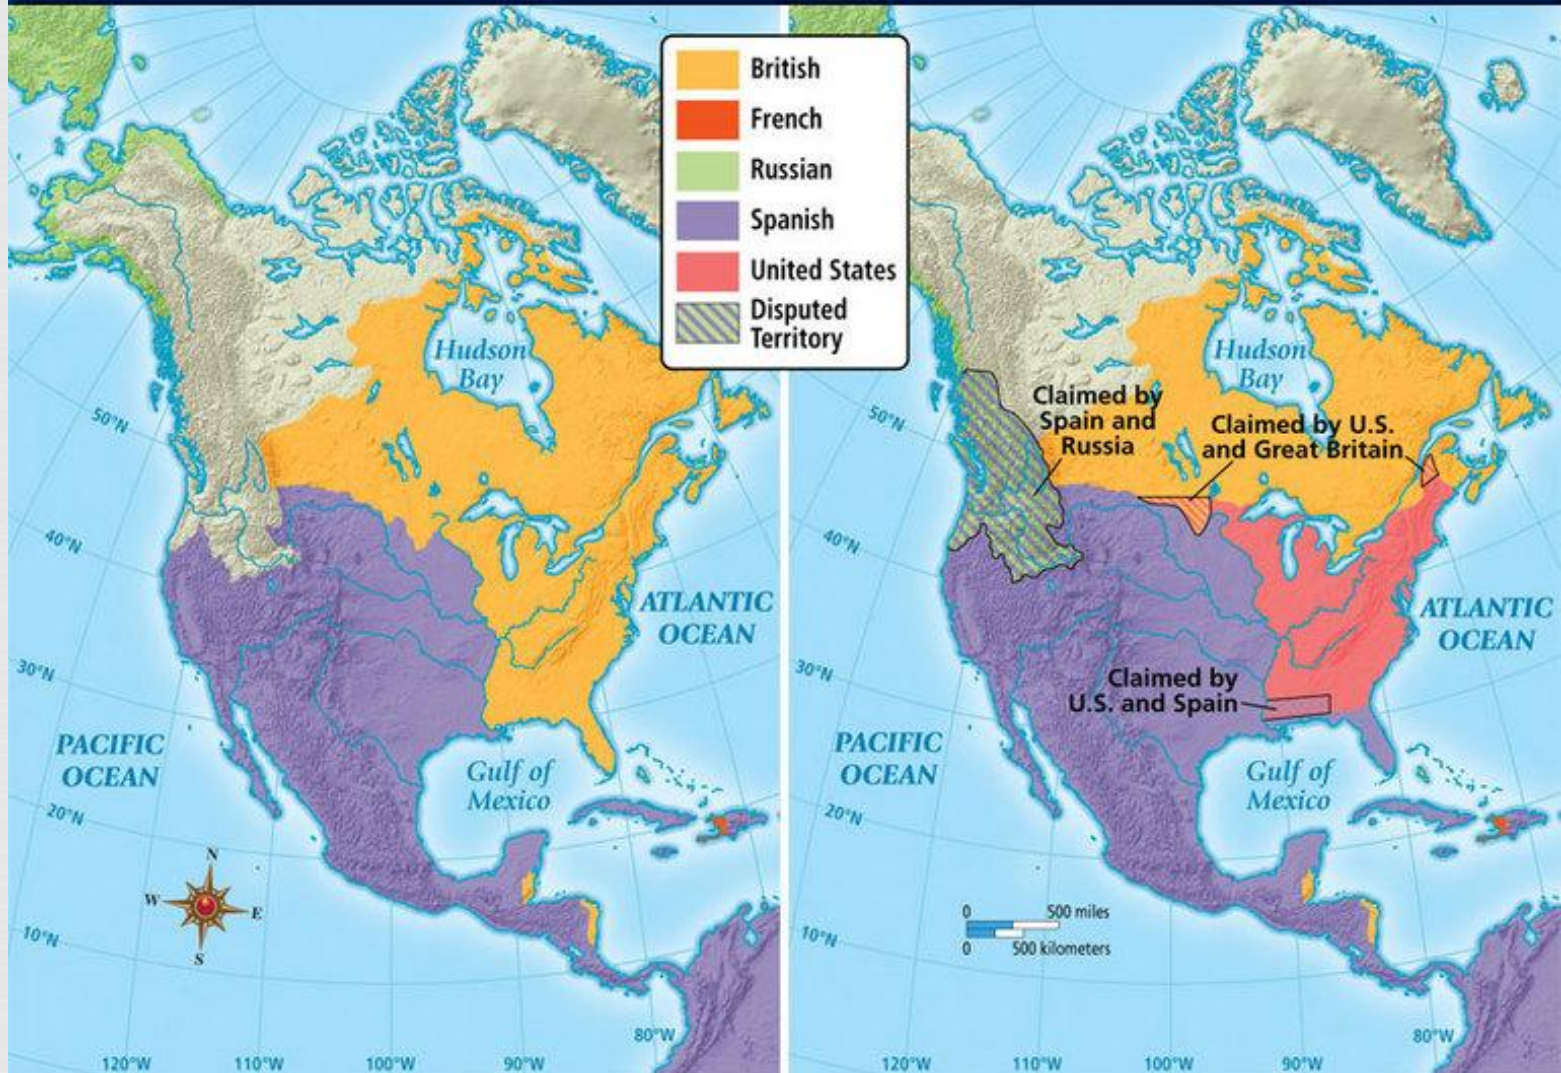 British
French
Russian
Spanish
United States
Disputed
Territory
Hudson
Bay
50°N
40°N
ATLANTIC
OCEAN
30°N
PACIFIC
OCEAN
Gulf of
Mexico
20°N
N
W
E
S
10°N
80°W
120°W
110°W
100°W
90°W
Hudson
Bay
Claimed by
Spain and
Russia
Claimed by U.S.
and Great Britain
50°N
40°N
ATLANTIC
OCEAN
30°N
Claimed by
U.S. and Spain
PACIFIC
OCEAN
Gulf of
Mexico
20°N
0 500 miles
0 500 kilometers
10°N
80°W
120°W
110°W
100°W
90°W